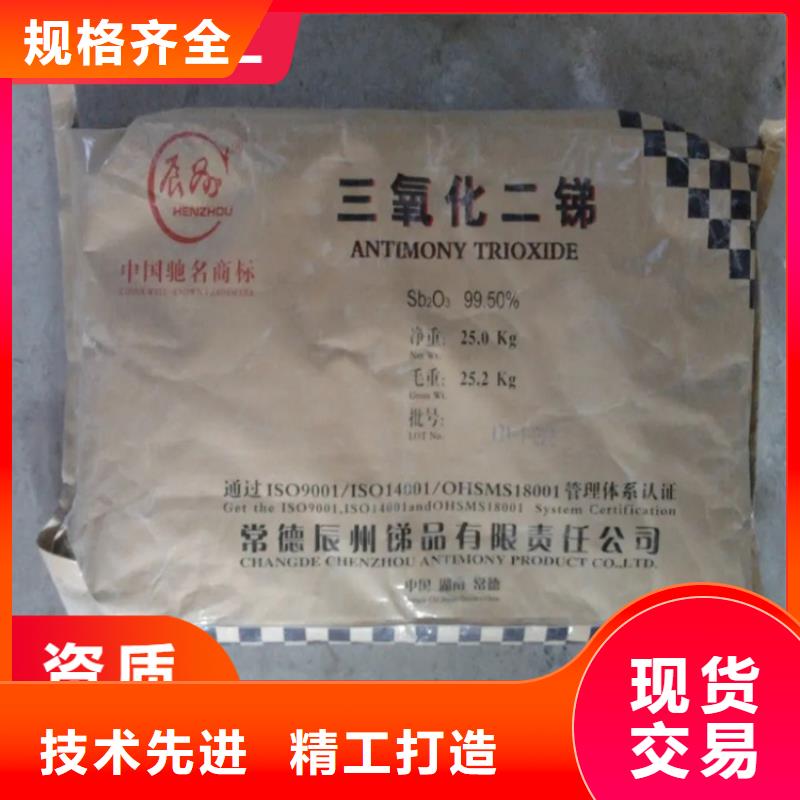 规格齐全
辰州
HENZHOU
中国驰名商标
三氧化二锑
ANTIMONY TRIOXIDE
Sb₂O₃ 99.50%
净重: 25.0 Kg
Net Wt.
毛重: 25.2 Kg
Gross Wt.
批号:
LOT No.
通过ISO9001/ISO14001/OHSMS18001管理体系认证
Get the ISO9001,ISO14001andOHSMS18001 System Certification
常德辰州锑品有限责任公司
CHANGDE CHENZHOU ANTIMONY PRODUCT CO.,LTD.
中国 湖南 常德
资质
技术先进 精工打造
现货
交易